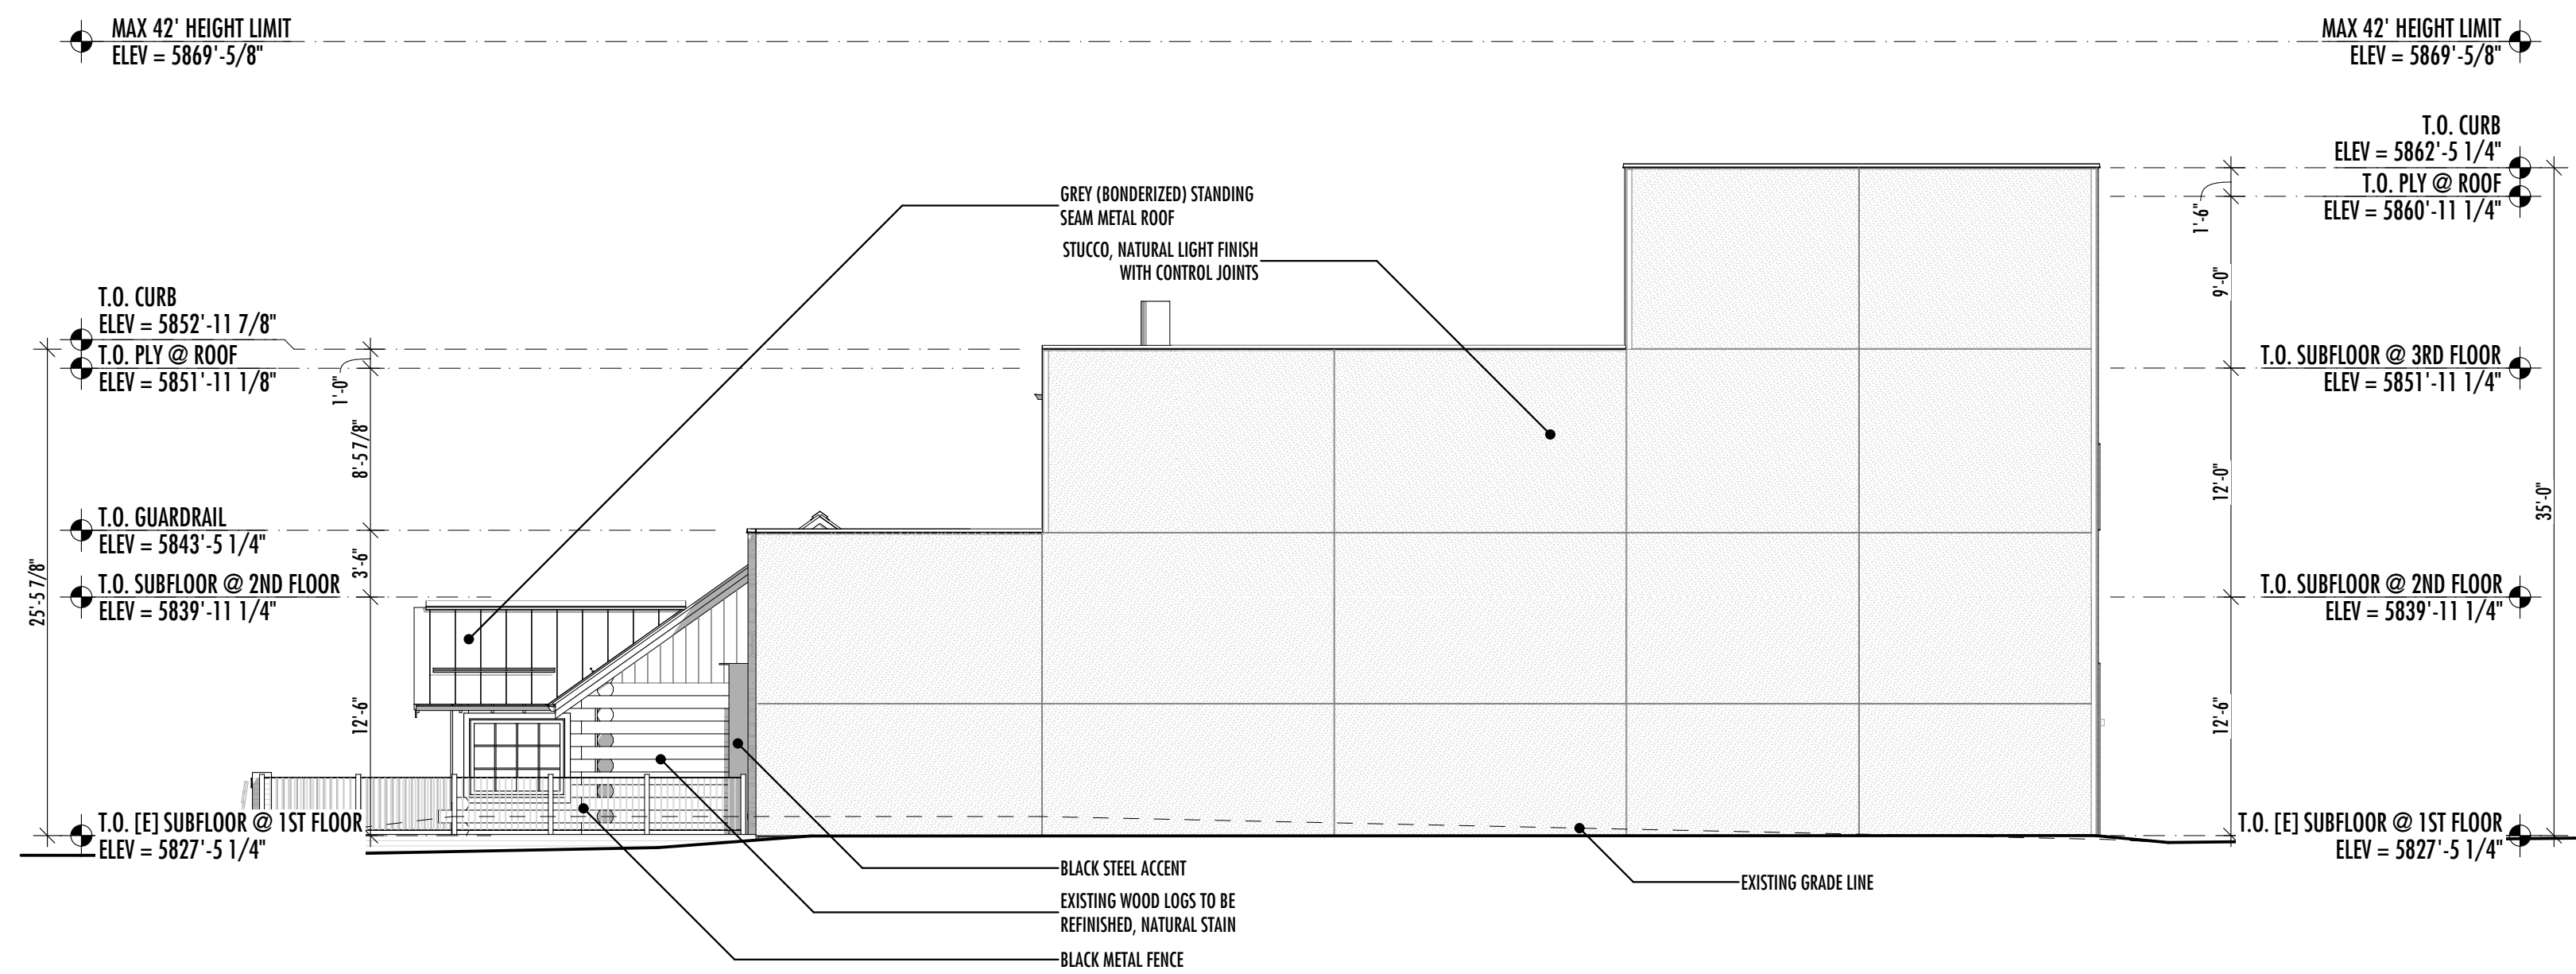 MAX 42' HEIGHT LIMIT
ELEV = 5869'-5/8"
MAX 42' HEIGHT LIMIT
ELEV = 5869'-5/8"
T.O. CURB
ELEV = 5862'-5 1/4"
T.O. PLY @ ROOF
ELEV = 5860'-11 1/4"
GREY (BONDERIZED) STANDING
SEAM METAL ROOF
STUCCO, NATURAL LIGHT FINISH
WITH CONTROL JOINTS
1'-6"
9'-0"
T.O. CURB
ELEV = 5852'-11 7/8"
T.O. PLY @ ROOF
ELEV = 5851'-11 1/8"
1'-0"
T.O. SUBFLOOR @ 3RD FLOOR
ELEV = 5851'-11 1/4"
8'-5 7/8"
12'-0"
35'-0"
T.O. GUARDRAIL
ELEV = 5843'-5 1/4"
3'-6"
25'-5 7/8"
T.O. SUBFLOOR @ 2ND FLOOR
ELEV = 5839'-11 1/4"
T.O. SUBFLOOR @ 2ND FLOOR
ELEV = 5839'-11 1/4"
12'-6"
12'-6"
T.O. [E] SUBFLOOR @ 1ST FLOOR
ELEV = 5827'-5 1/4"
T.O. [E] SUBFLOOR @ 1ST FLOOR
ELEV = 5827'-5 1/4"
BLACK STEEL ACCENT
EXISTING GRADE LINE
EXISTING WOOD LOGS TO BE
REFINISHED, NATURAL STAIN
BLACK METAL FENCE